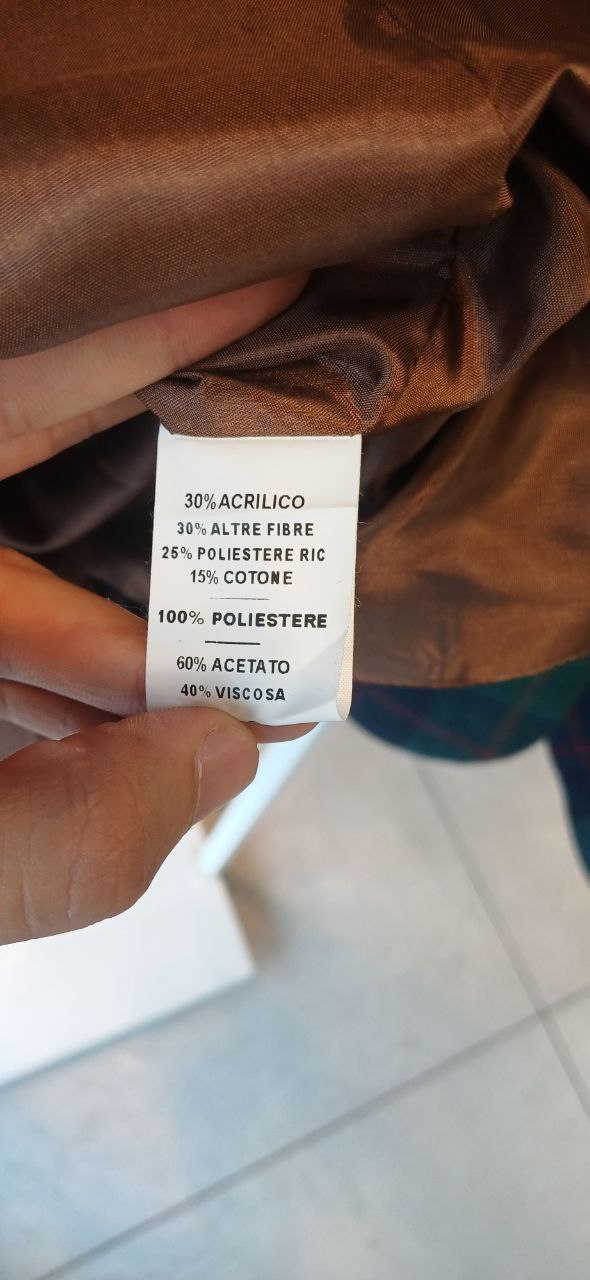 30% ACRILICO
30% ALTRE FIBRE
25% POLIESTERE RIC
15% COTONE
100% POLIESTERE
60% ACETATO
40% VISCOSA